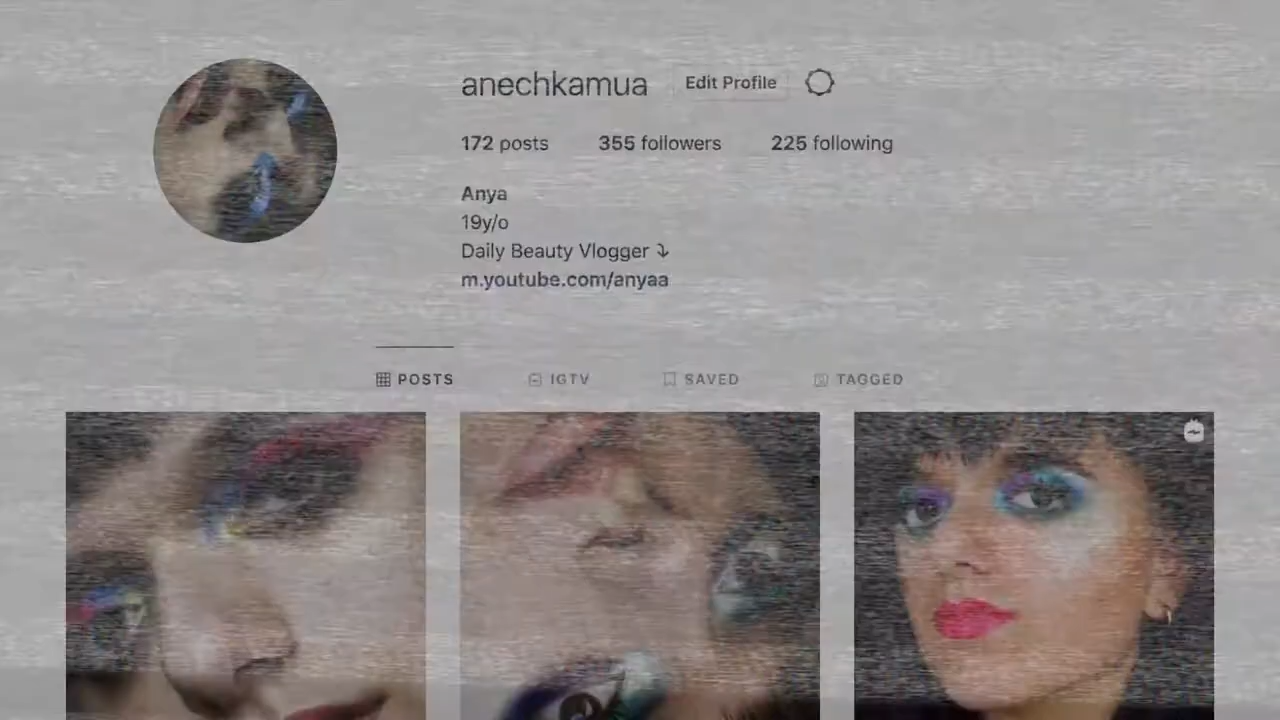 anechkamua Edit Profile
172 posts 355 followers 225 following
Anya
19y/o
Daily Beauty Vlogger ⤵
m.youtube.com/anyaa
POSTS IGTV SAVED TAGGED